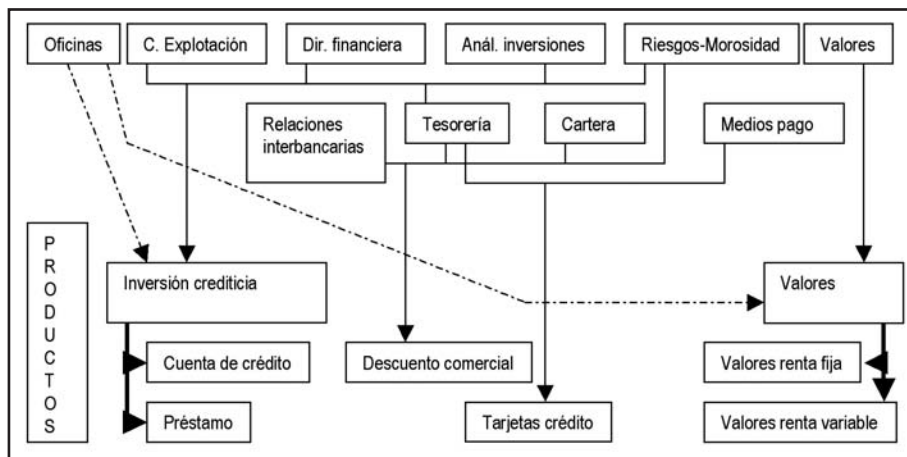 Oficinas
C. Explotación
Dir. financiera
Anál. inversiones
Riesgos-Morosidad
Valores
Relaciones
interbancarias
Tesorería
Cartera
Medios pago
PRODUCTOS
Inversión crediticia
Valores
Cuenta de crédito
Descuento comercial
Valores renta fija
Préstamo
Tarjetas crédito
Valores renta variable